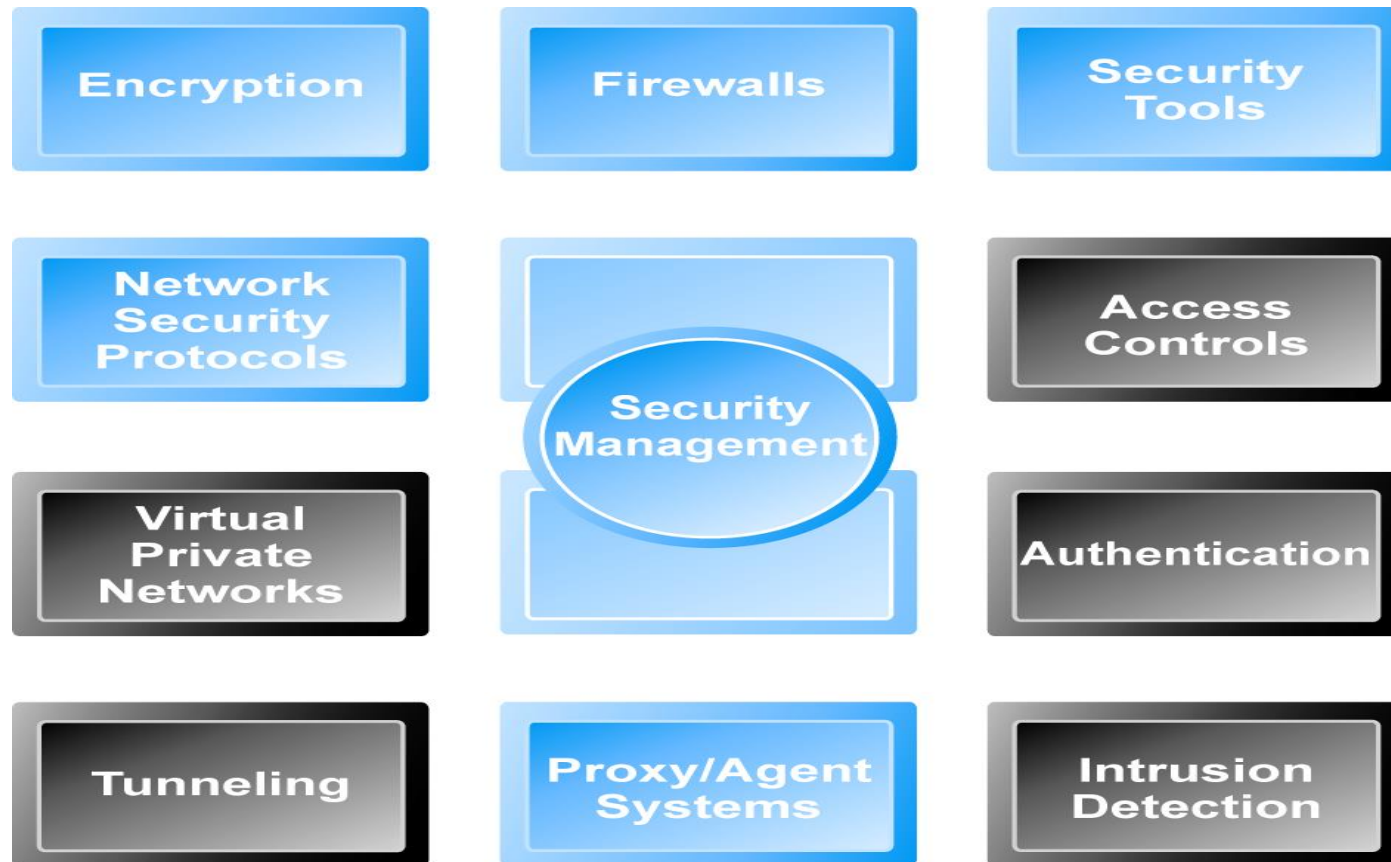 Encryption
Firewalls
Security
Tools
Network
Security
Protocols
Security
Management
Access
Controls
Virtual
Private
Networks
Authentication
Tunneling
Proxy/Agent
Systems
Intrusion
Detection